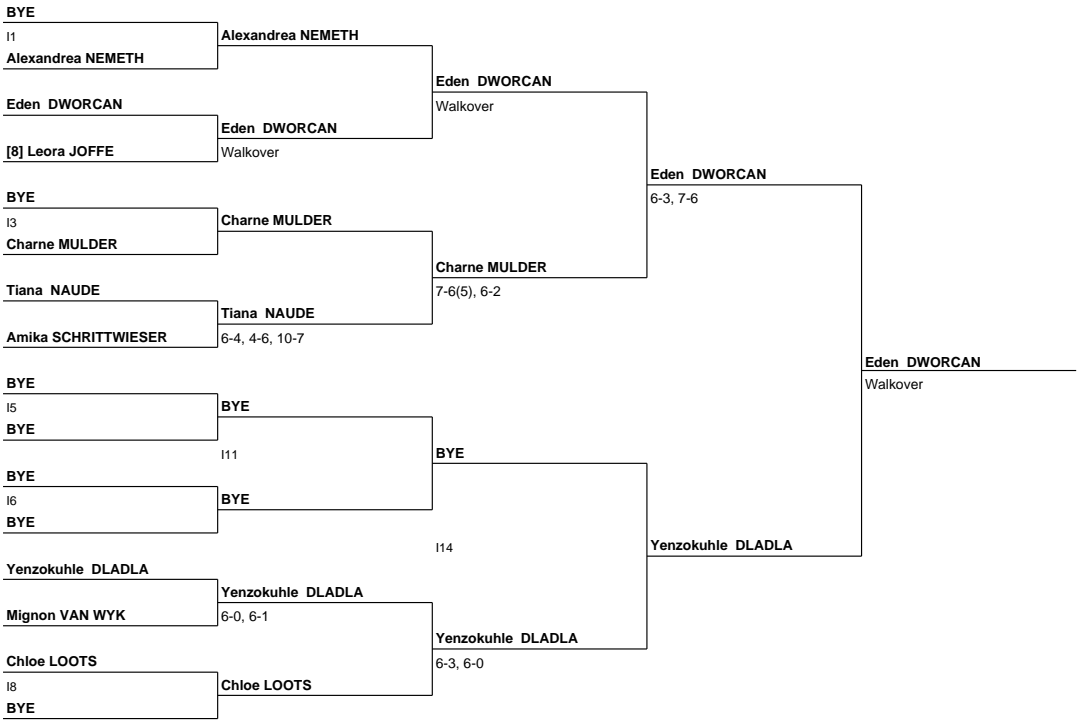 BYE
I1
Alexandrea NEMETH
Eden DWORCAN
[8] Leora JOFFE
BYE
I3
Charne MULDER
Tiana NAUDE
Amika SCHRITTWIESER
BYE
I5
BYE
BYE
I6
BYE
Yenzokuhle DLADLA
Mignon VAN WYK
Chloe LOOTS
I8
BYE
Alexandrea NEMETH
Eden DWORCAN
Walkover
Charne MULDER
Tiana NAUDE
6-4, 4-6, 10-7
BYE
I11
BYE
Yenzokuhle DLADLA
6-0, 6-1
Chloe LOOTS
Eden DWORCAN
Walkover
Charne MULDER
7-6(5), 6-2
BYE
I14
Yenzokuhle DLADLA
6-3, 6-0
Eden DWORCAN
6-3, 7-6
Yenzokuhle DLADLA
Eden DWORCAN
Walkover